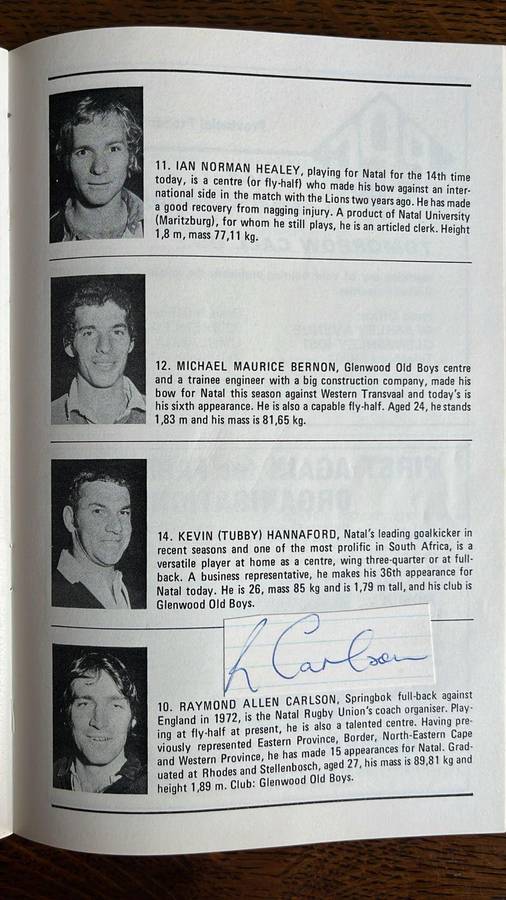 11. IAN NORMAN HEALEY, playing for Natal for the 14th time
today, is a centre (or fly-half) who made his bow against an inter-
national side in the match with the Lions two years ago. He has made
a good recovery from nagging injury. A product of Natal University
(Maritzburg), for whom he still plays, he is an articled clerk. Height
1,8 m, mass 77,11 kg.
12. MICHAEL MAURICE BERNON, Glenwood Old Boys centre
and a trainee engineer with a big construction company, made his
bow for Natal this season against Western Transvaal and today's is
his sixth appearance. He is also a capable fly-half. Aged 24, he stands
1,83 m and his mass is 81,65 kg.
14. KEVIN (TUBBY) HANNAFORD, Natal's leading goalkicker in
recent seasons and one of the most prolific in South Africa, is a
versatile player at home as a centre, wing three-quarter or at full-
back. A business representative, he makes his 36th appearance for
Natal today. He is 26, mass 85 kg and is 1,79 m tall, and his club is
Glenwood Old Boys.
Carlson
10. RAYMOND ALLEN CARLSON, Springbok full-back against
England in 1972, is the Natal Rugby Union's coach organiser. Play-
ing at fly-half at present, he is also a talented centre. Having pre-
viously represented Eastern Province, Border, North-Eastern Cape
and Western Province, he has made 15 appearances for Natal. Grad-
uated at Rhodes and Stellenbosch, aged 27, his mass is 89,81 kg and
height 1,89 m. Club: Glenwood Old Boys.